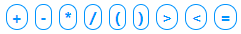 + - * / ( ) > < =